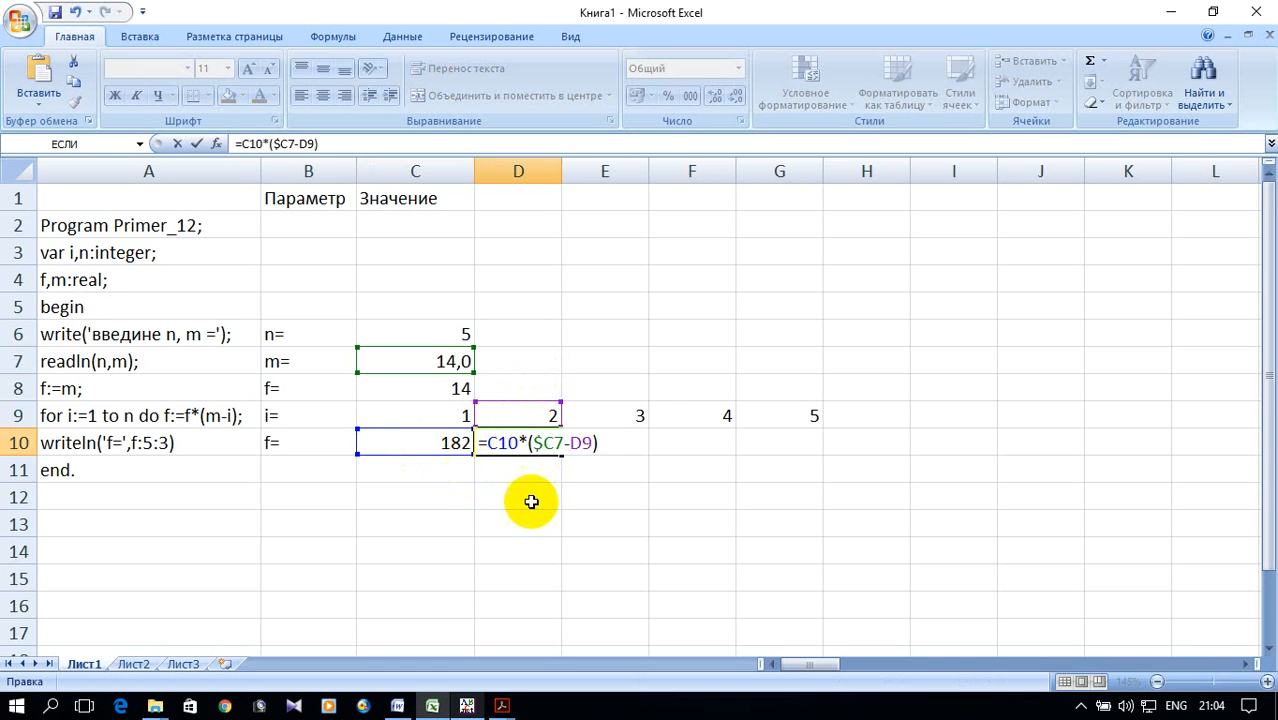 Книга1 - Microsoft Excel
Главная Вставка Разметка страницы Формулы Данные Рецензирование Вид
Вставить
Буфер обмена
11
Ж К Ч
Шрифт
Перенос текста
Объединить и поместить в центре
Выравнивание
Общий
% 000
Число
Условное форматирование
Форматировать как таблицу
Стили ячеек
Стили
Вставить
Удалить
Формат
Ячейки
Σ
Сортировка и фильтр
Найти и выделить
Редактирование
ЕСЛИ =C10*($C7-D9)
A B C D E F G H I J K L
1 Параметр Значение
2 Program Primer_12;
3 var i,n:integer;
4 f,m:real;
5 begin
6 write('введине n, m ='); n= 5
7 readln(n,m); m= 14,0
8 f:=m; f= 14
9 for i:=1 to n do f:=f*(m-i); i= 1 2 3 4 5
10 writeln('f=',f:5:3) f= 182 =C10*($C7-D9)
11 end.
12
13
14
15
16
17
Лист1 Лист2 Лист3
Правка 145%
ENG 21:04